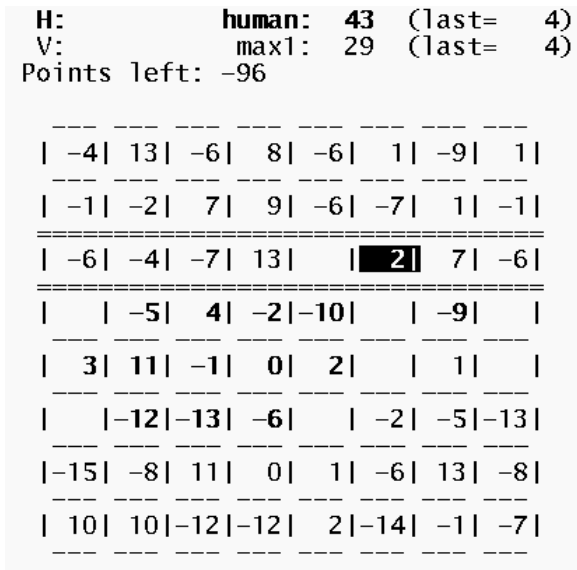 H: human: 43 (last= 4)
V: max1: 29 (last= 4)
Points left: -96
--- --- --- --- --- --- --- ---
| -4| 13| -6| 8| -6| 1| -9| 1|
--- --- --- --- --- --- --- ---
| -1| -2| 7| 9| -6| -7| 1| -1|
=================================
| -6| -4| -7| 13| | 2| 7| -6|
=================================
| | -5| 4| -2|-10| | -9| |
--- --- --- --- --- --- --- ---
| 3| 11| -1| 0| 2| | 1| |
--- --- --- --- --- --- --- ---
| |-12|-13| -6| | -2| -5|-13|
--- --- --- --- --- --- --- ---
|-15| -8| 11| 0| 1| -6| 13| -8|
--- --- --- --- --- --- --- ---
| 10| 10|-12|-12| 2|-14| -1| -7|
--- --- --- --- --- --- --- ---